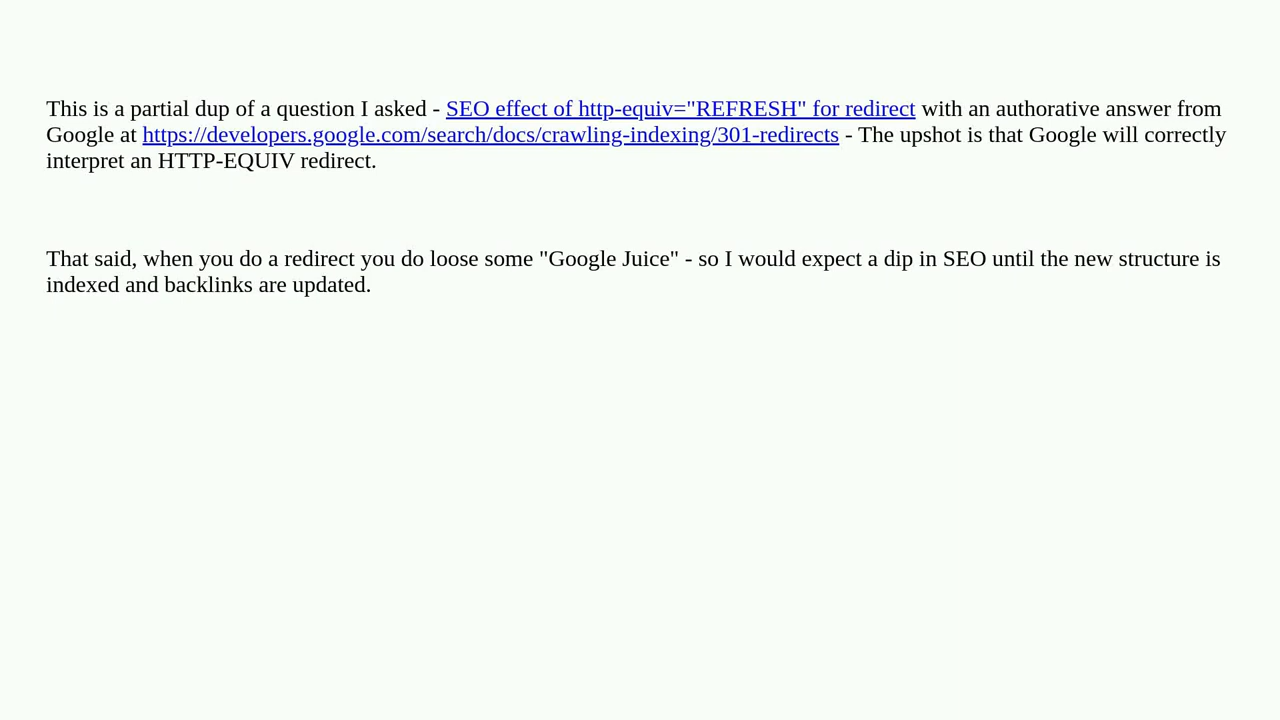 This is a partial dup of a question I asked - SEO effect of http-equiv="REFRESH" for redirect with an authorative answer from
Google at https://developers.google.com/search/docs/crawling-indexing/301-redirects - The upshot is that Google will correctly
interpret an HTTP-EQUIV redirect.
That said, when you do a redirect you do loose some "Google Juice" - so I would expect a dip in SEO until the new structure is
indexed and backlinks are updated.